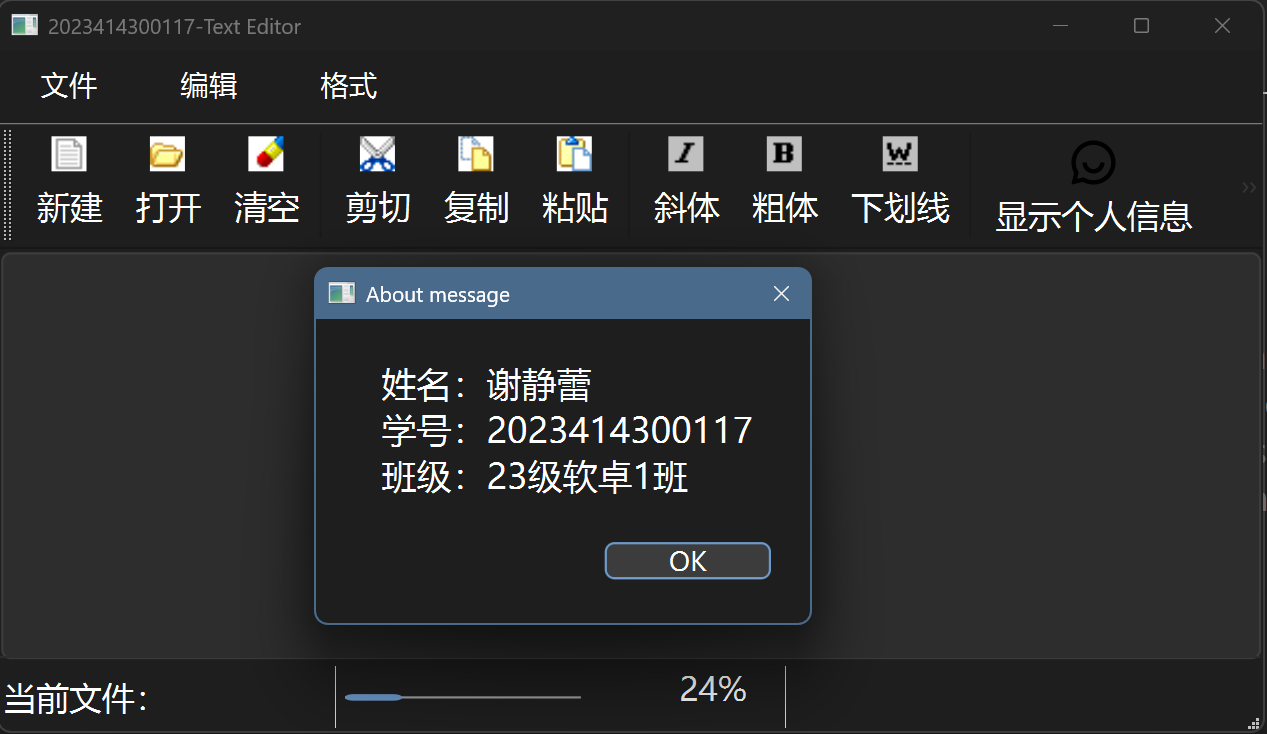 2023414300117-Text Editor
文件 编辑 格式
新建 打开 清空 剪切 复制 粘贴 斜体 粗体 下划线 显示个人信息
About message
姓名：谢静蕾
学号：2023414300117
班级：23级软卓1班
OK
当前文件： 24%